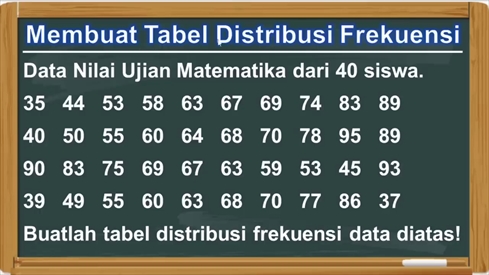 Membuat Tabel Distribusi Frekuensi
Data Nilai Ujian Matematika dari 40 siswa.
35 44 53 58 63 67 69 74 83 89
40 50 55 60 64 68 70 78 95 89
90 83 75 69 67 63 59 53 45 93
39 49 55 60 63 68 70 77 86 37
Buatlah tabel distribusi frekuensi data diatas!